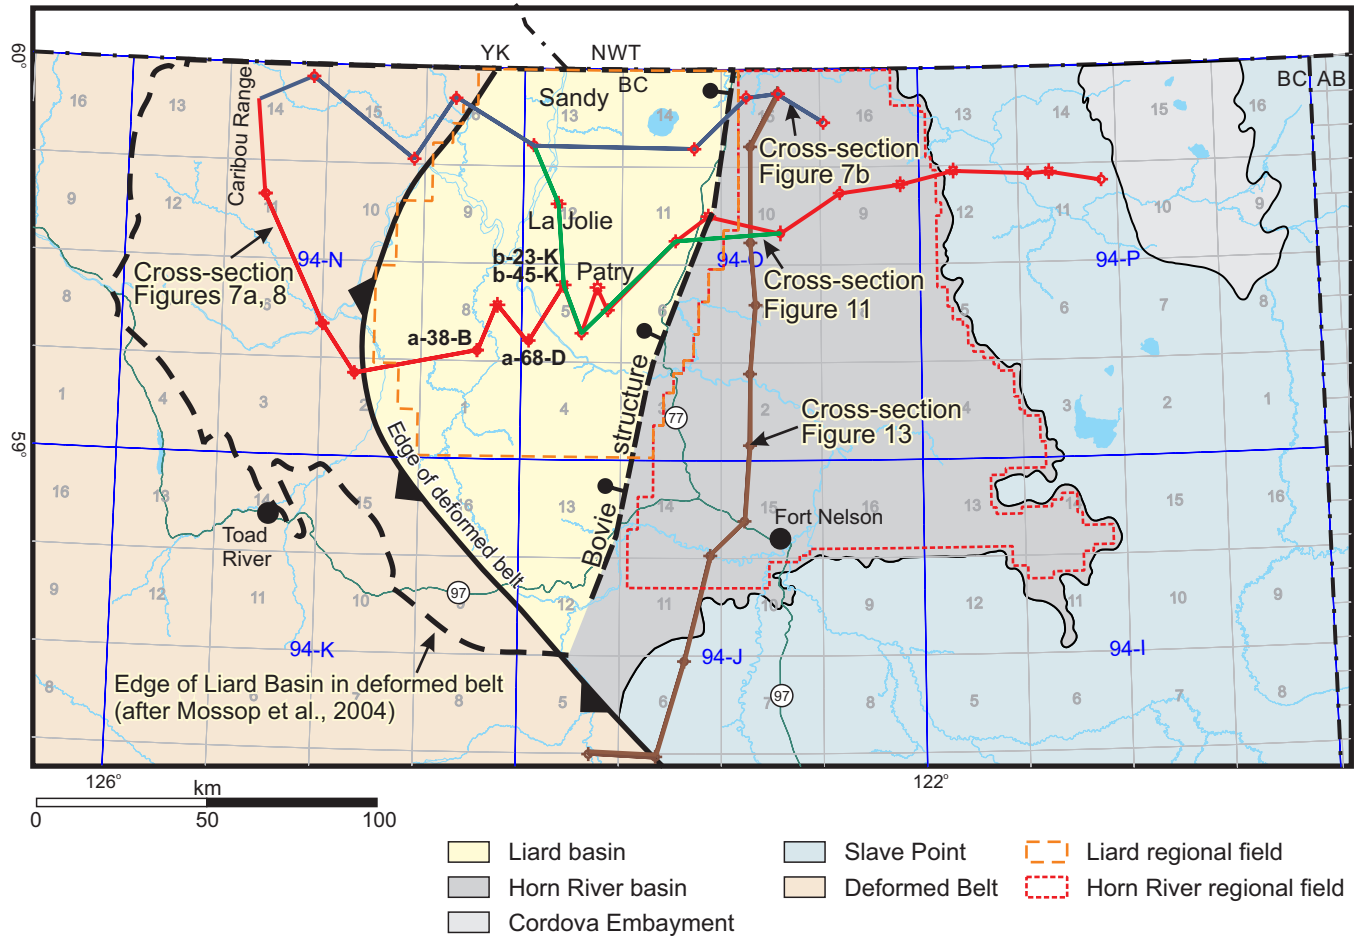 YK
NWT
BC
BC
AB
60°
59°
126°
122°
Caribou Range
Sandy
La Jolie
Patry
b-23-K
b-45-K
a-38-B
a-68-D
94-N
94-O
94-P
94-K
94-J
94-I
Cross-section
Figures 7a, 8
Cross-section
Figure 7b
Cross-section
Figure 11
Cross-section
Figure 13
Bovie structure
Edge of deformed belt
Edge of Liard Basin in deformed belt
(after Mossop et al., 2004)
Toad
River
Fort Nelson
77
97
97
16 13 14 15 13 14 15 16 13 14 15 16
9 12 11 10 9 12 11 10 12 11 10 9
8 6 8 5 6 5 6 7 8
1 4 3 2 1 4 2 4 3 2 1
16 13 14 15 16 13 14 15 16 13 14 15 16
9 12 11 10 9 12 11 10 9 12 11 10 9
8 6 7 8 5 6 7 8 5 6 7 8
km
0 50 100
Liard basin
Horn River basin
Cordova Embayment
Slave Point
Deformed Belt
Liard regional field
Horn River regional field